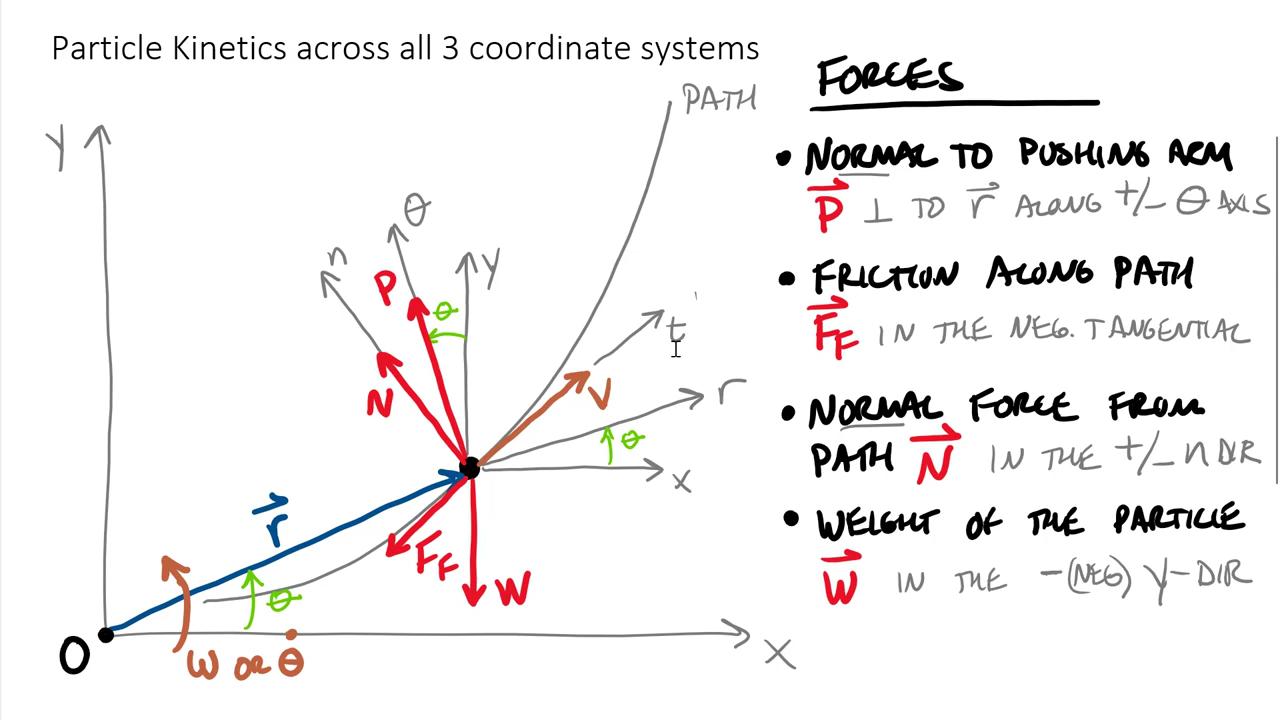 Particle Kinetics across all 3 coordinate systems
FORCES
• NORMAL TO PUSHING ARM
P ⊥ TO r ALONG +/- θ AXIS
• FRICTION ALONG PATH
F_F IN THE NEG. TANGENTIAL
• NORMAL FORCE FROM
PATH N IN THE +/- n DIR
• WEIGHT OF THE PARTICLE
W IN THE -(NEG) Y-DIR
PATH
Y
θ
n
y
P
θ
t
N
V
r
θ
x
r
F_F
W
θ
O
ω OR θ̇
X